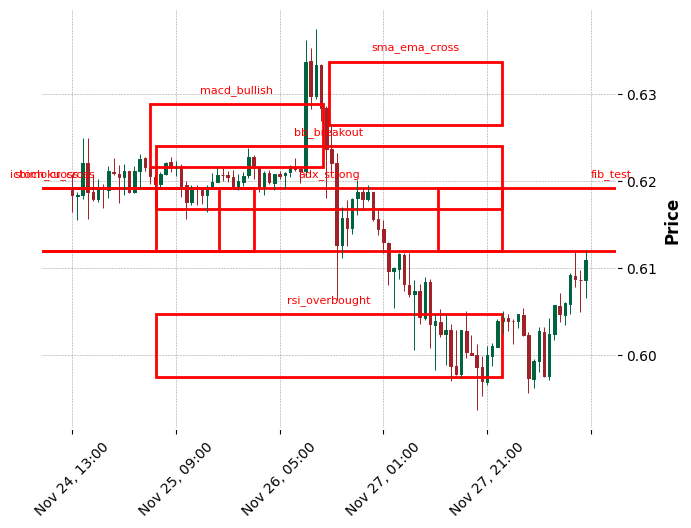 sma_ema_cross
0.63
macd_bullish
bb_breakout
adx_strong
fib_test
0.62
Price
0.61
rsi_overbought
0.60
Nov 24, 13:00
Nov 25, 09:00
Nov 26, 05:00
Nov 27, 01:00
Nov 27, 21:00